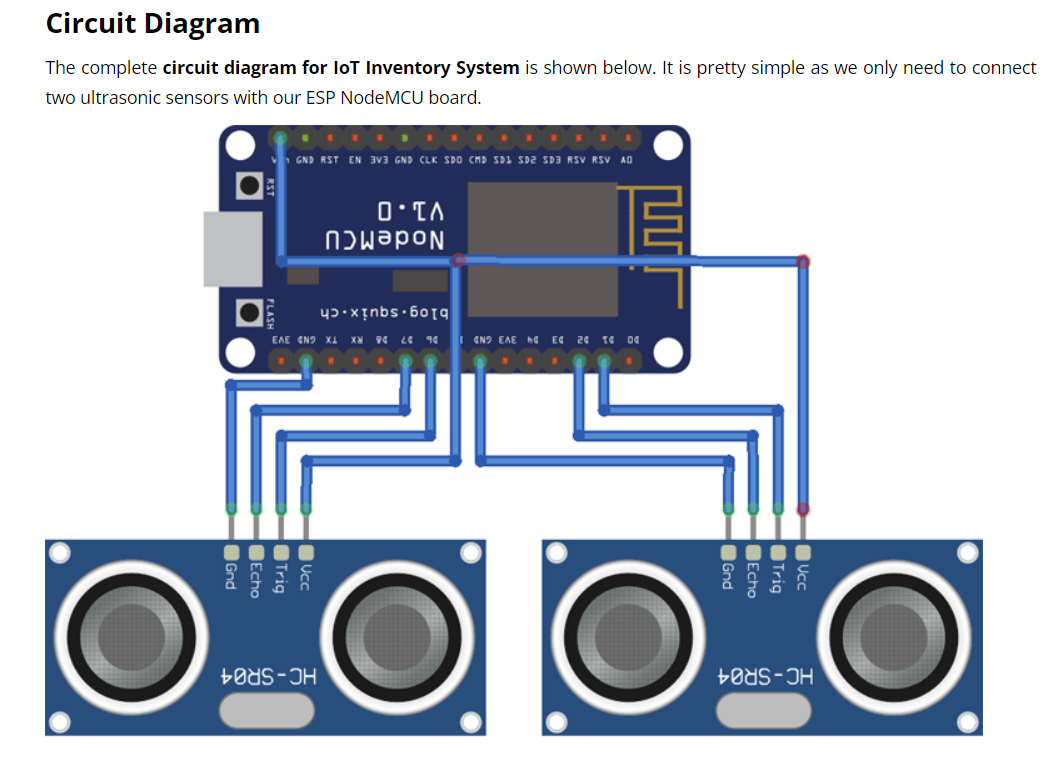 Circuit Diagram
The complete circuit diagram for IoT Inventory System is shown below. It is pretty simple as we only need to connect
two ultrasonic sensors with our ESP NodeMCU board.
GND RST EN 3V3 GND CLK SD0 CMD SD1 SD2 SD3 RSV RSV A0
RST
V1.0
NodeMCU
blog.squix.ch
FLASH
3V3 GND TX RX D8 D7 D6 GND 3V3 D4 D3 D2 D1 D0
Gnd Echo Trig Vcc
Gnd Echo Trig Vcc
HC-SR04
HC-SR04